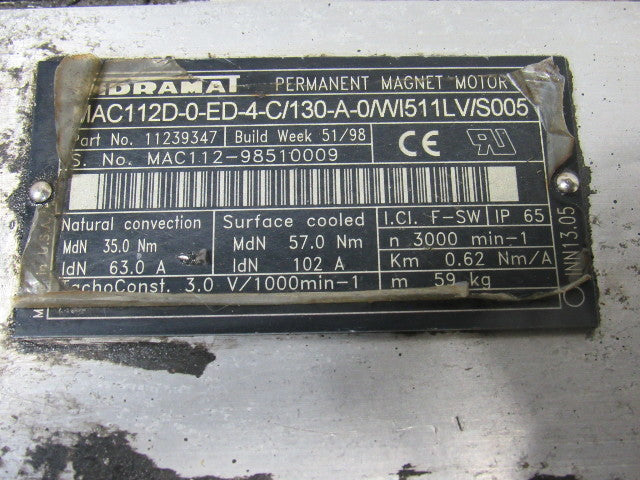 INDRAMAT PERMANENT MAGNET MOTOR
MAC112D-0-ED-4-C/130-A-0/WI511LV/S005
Part No. 11239347 Build Week 51/98
S. No. MAC112-98510009
CE RU
Natural convection
MdN 35.0 Nm
IdN 63.0 A
Surface cooled
MdN 57.0 Nm
IdN 102 A
I.Cl. F-SW IP 65
n 3000 min-1
Km 0.62 Nm/A
TachoConst. 3.0 V/1000min-1 m 59 kg
INN13.05